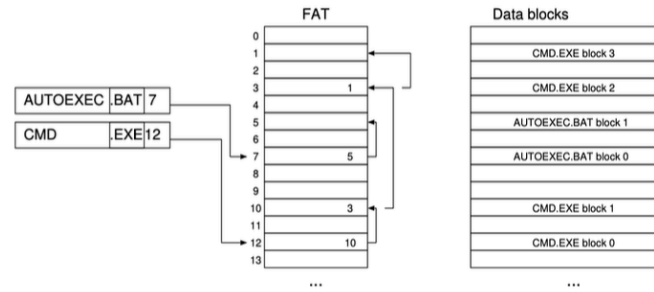 FAT
Data blocks
0
1
CMD.EXE block 3
2
3
1
CMD.EXE block 2
AUTOEXEC .BAT 7
4
CMD .EXE 12
5
AUTOEXEC.BAT block 1
6
7
5
AUTOEXEC.BAT block 0
8
9
10
3
CMD.EXE block 1
11
12
10
CMD.EXE block 0
13
...
...